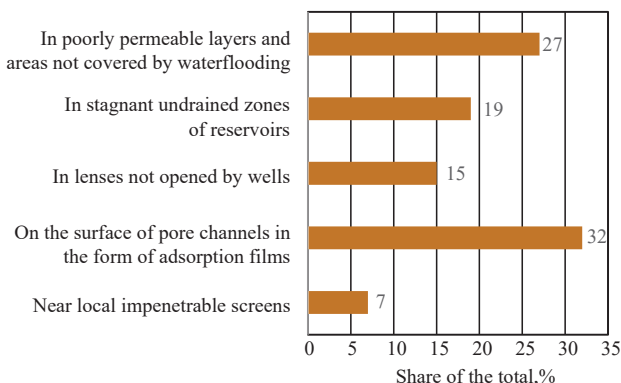 In poorly permeable layers and
areas not covered by waterflooding
27
In stagnant undrained zones
of reservoirs
19
In lenses not opened by wells
15
On the surface of pore channels in
the form of adsorption films
32
Near local impenetrable screens
7
0 5 10 15 20 25 30 35
Share of the total,%